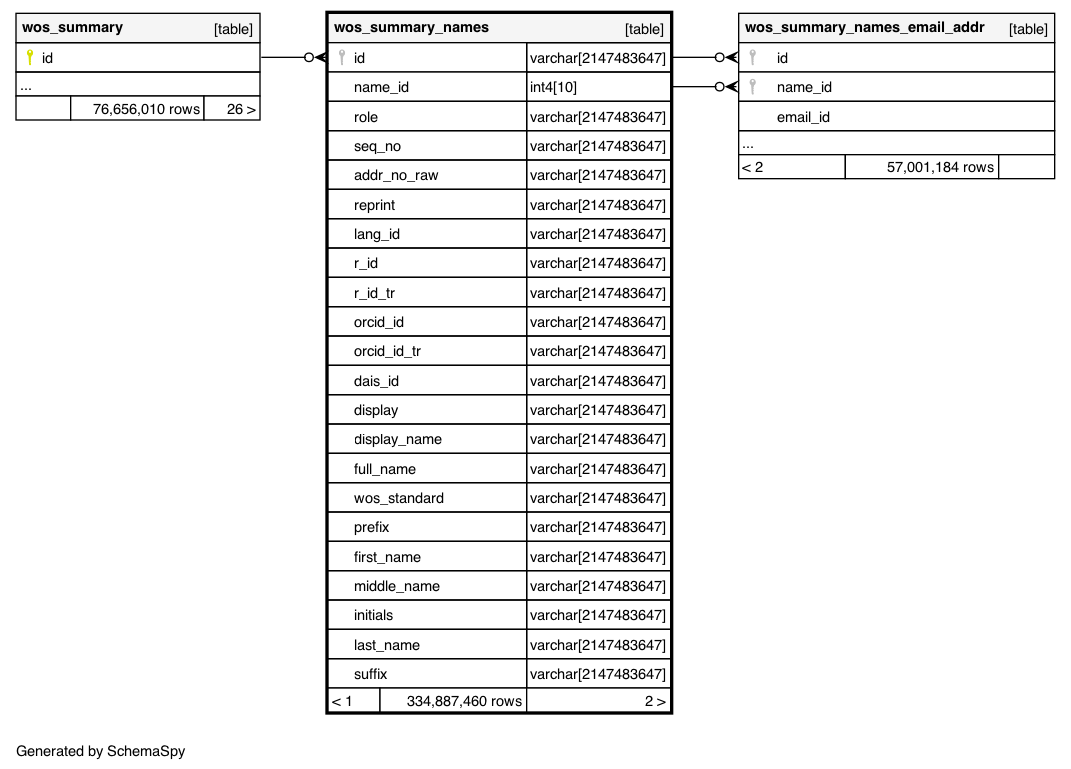 wos_summary [table]
id
...
76,656,010 rows 26 >
wos_summary_names [table]
id varchar[2147483647]
name_id int4[10]
role varchar[2147483647]
seq_no varchar[2147483647]
addr_no_raw varchar[2147483647]
reprint varchar[2147483647]
lang_id varchar[2147483647]
r_id varchar[2147483647]
r_id_tr varchar[2147483647]
orcid_id varchar[2147483647]
orcid_id_tr varchar[2147483647]
dais_id varchar[2147483647]
display varchar[2147483647]
display_name varchar[2147483647]
full_name varchar[2147483647]
wos_standard varchar[2147483647]
prefix varchar[2147483647]
first_name varchar[2147483647]
middle_name varchar[2147483647]
initials varchar[2147483647]
last_name varchar[2147483647]
suffix varchar[2147483647]
< 1 334,887,460 rows 2 >
wos_summary_names_email_addr [table]
id
name_id
email_id
...
< 2 57,001,184 rows
Generated by SchemaSpy